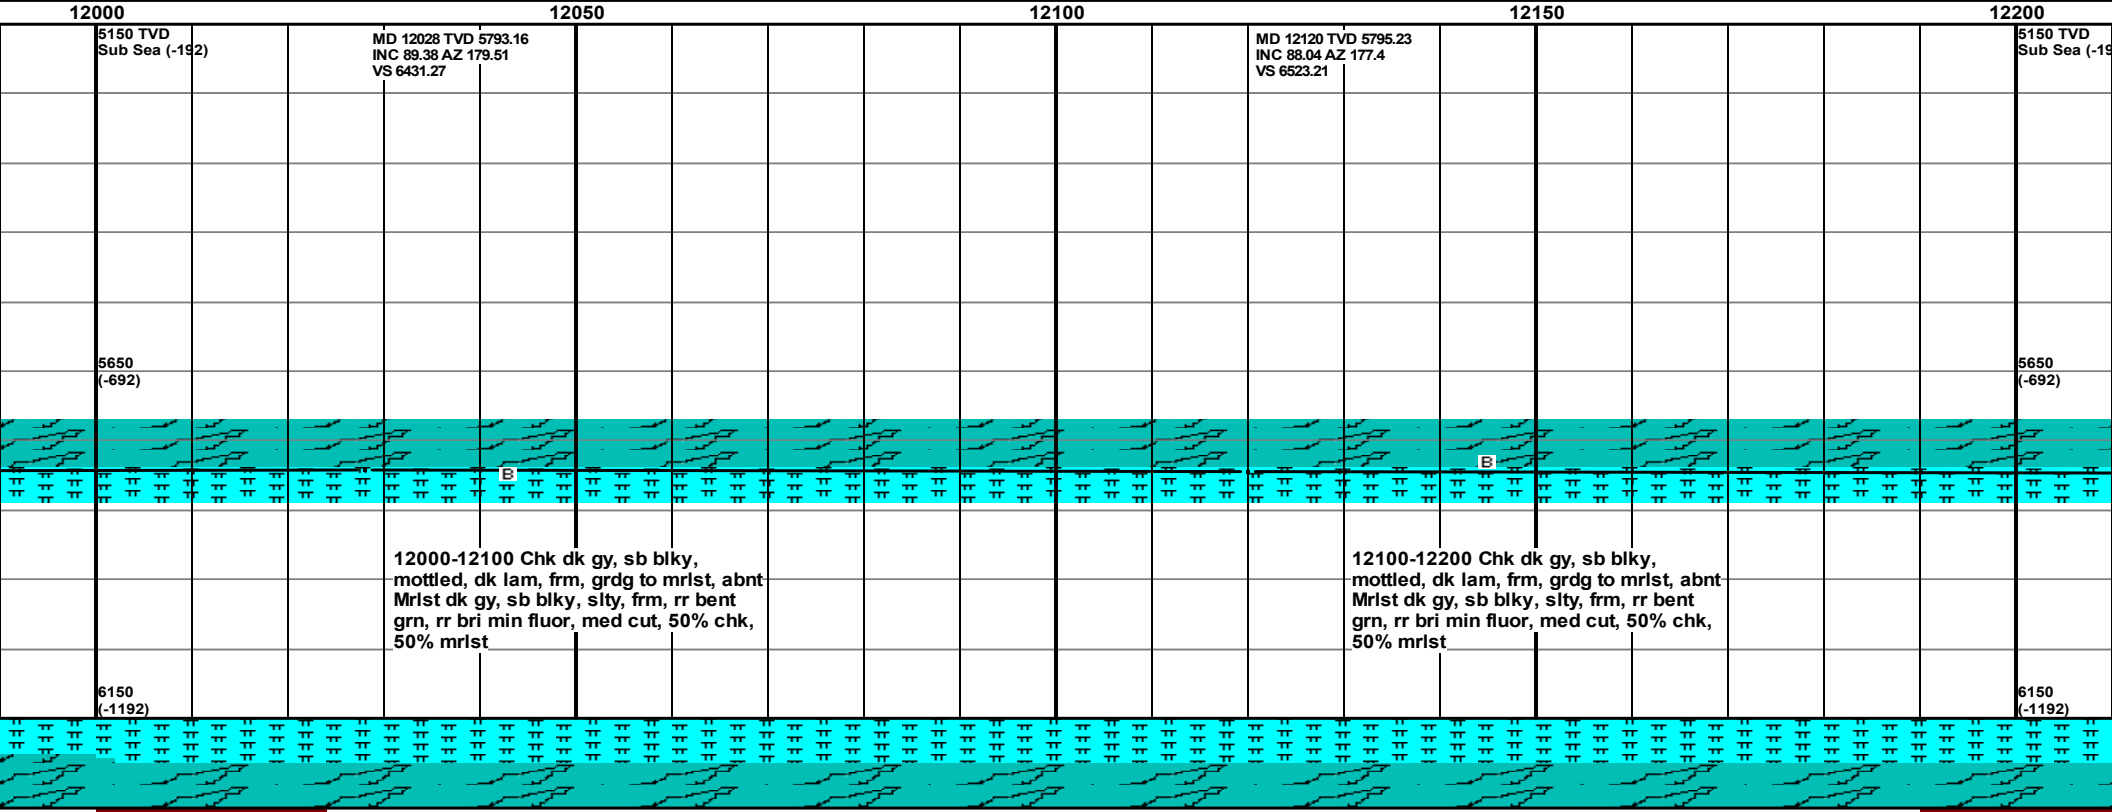 12000 12050 12100 12150 12200
5150 TVD
Sub Sea (-192)
MD 12028 TVD 5793.16
INC 89.38 AZ 179.51
VS 6431.27
MD 12120 TVD 5795.23
INC 88.04 AZ 177.4
VS 6523.21
5150 TVD
Sub Sea (-19
5650
(-692)
5650
(-692)
B
B
12000-12100 Chk dk gy, sb blky,
mottled, dk lam, frm, grdg to mrlst, abnt
Mrlst dk gy, sb blky, slty, frm, rr bent
grn, rr bri min fluor, med cut, 50% chk,
50% mrlst
12100-12200 Chk dk gy, sb blky,
mottled, dk lam, frm, grdg to mrlst, abnt
Mrlst dk gy, sb blky, slty, frm, rr bent
grn, rr bri min fluor, med cut, 50% chk,
50% mrlst
6150
(-1192)
6150
(-1192)